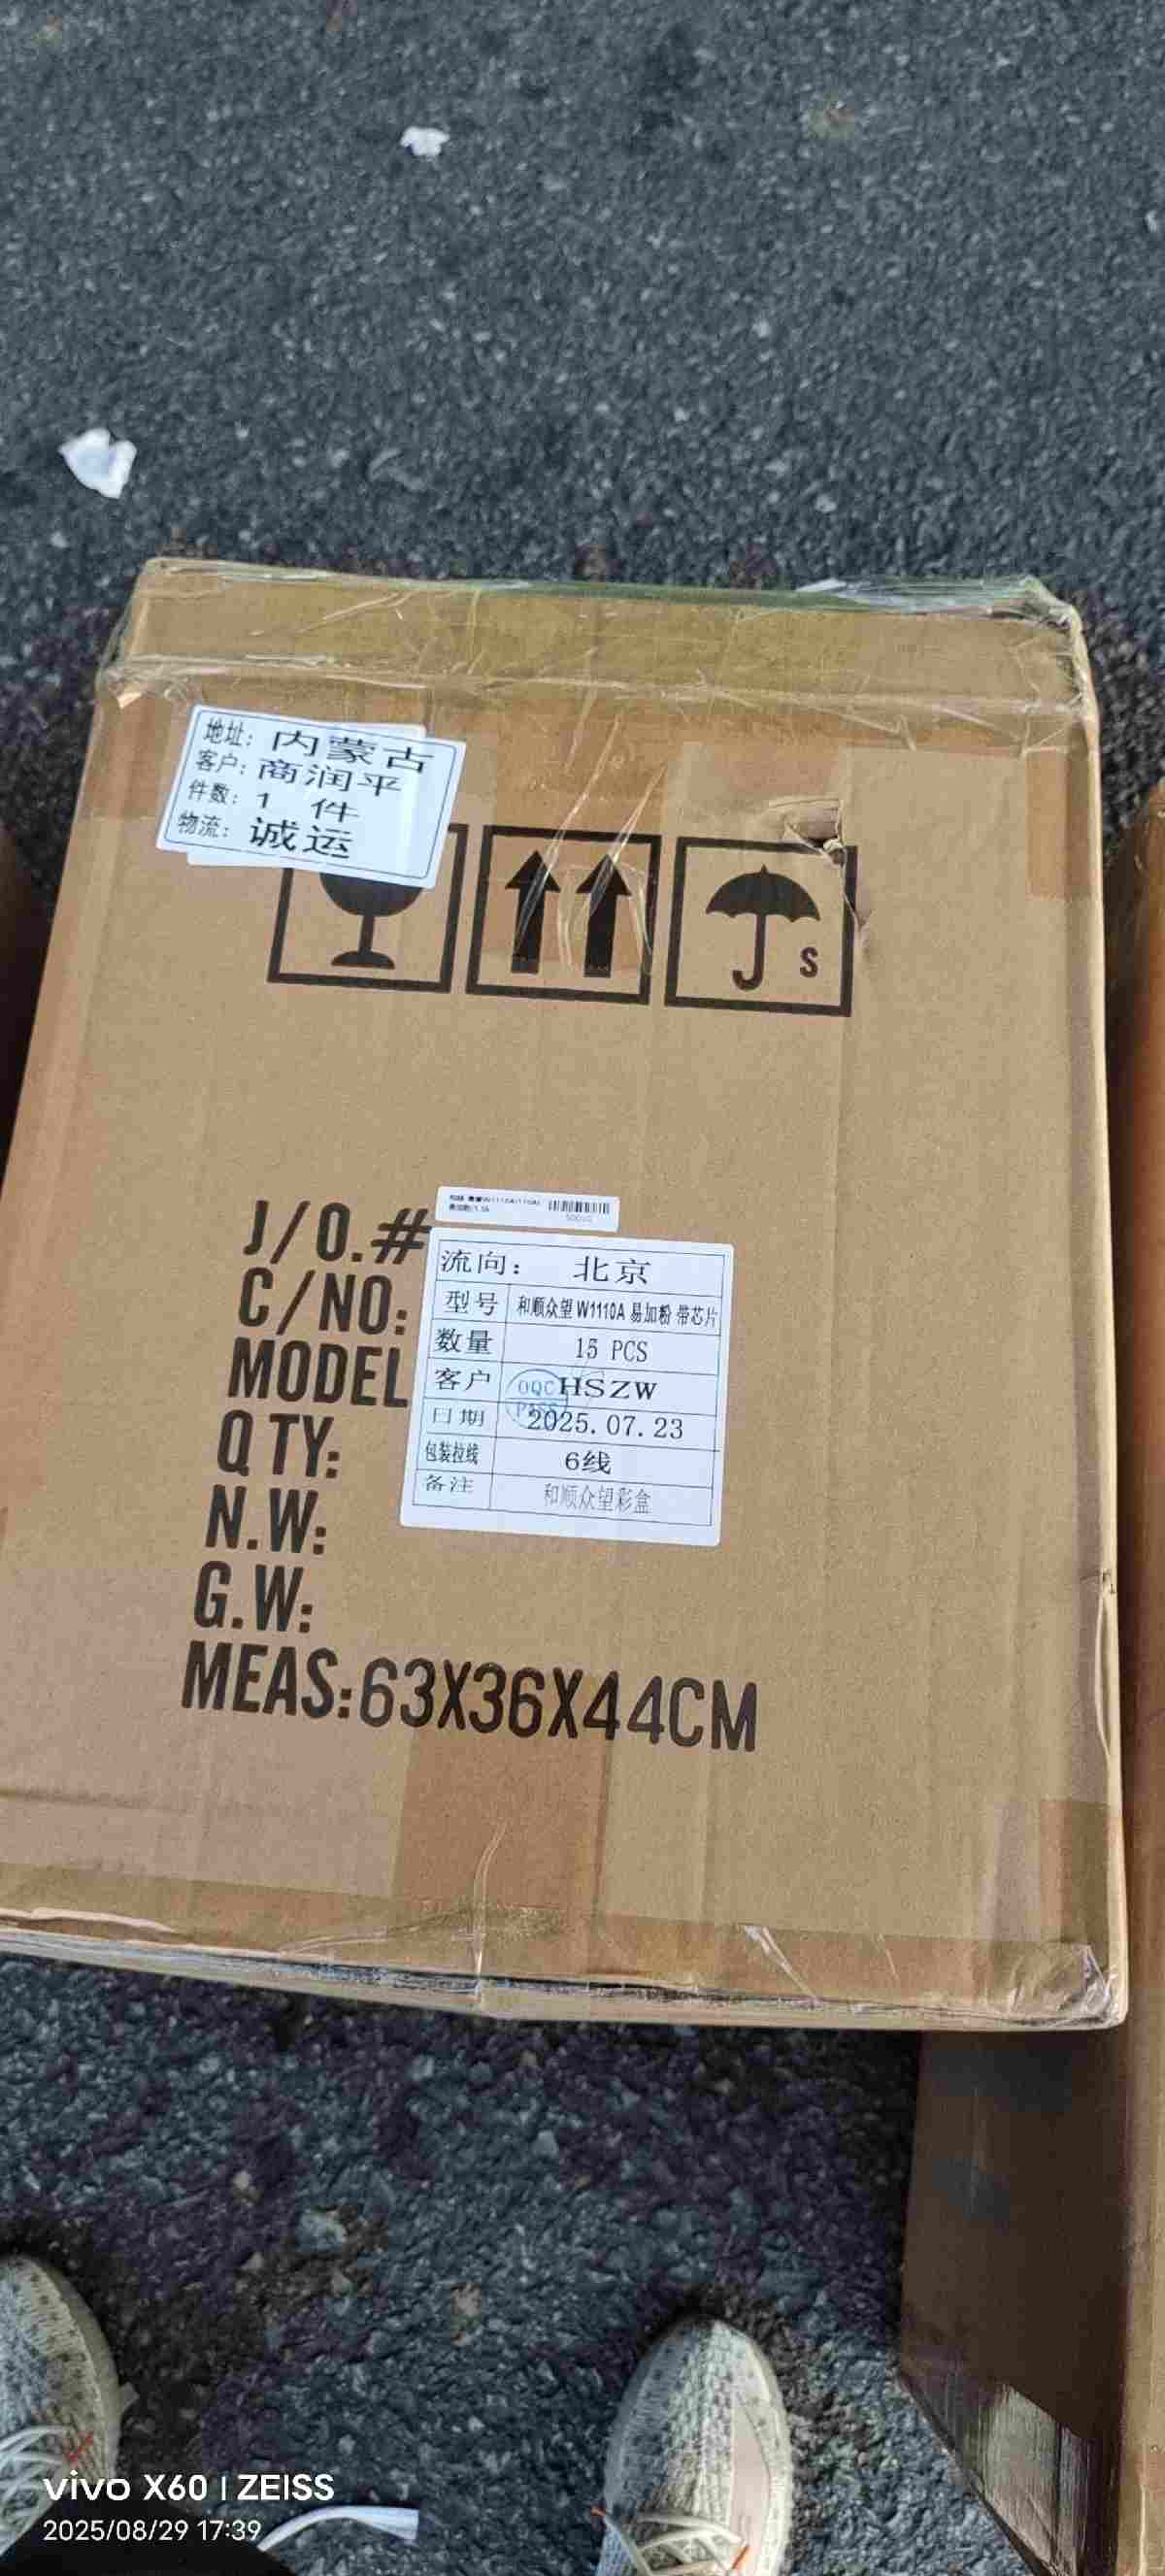 地址：内蒙古
客户：商润平
件数：1 件
物流：诚运
S
J/O.#
C/NO:
MODEL
Q TY:
N.W:
G.W:
MEAS:63X36X44CM
流向： 北京
型号 和顺众望 W1110A 易加粉 带芯片
数量 15 PCS
客户 HSZW
OQC
PASS
日期 2025.07.23
包装拉线 6线
备注 和顺众望彩盒
vivo X60 | ZEISS
2025/08/29 17:39